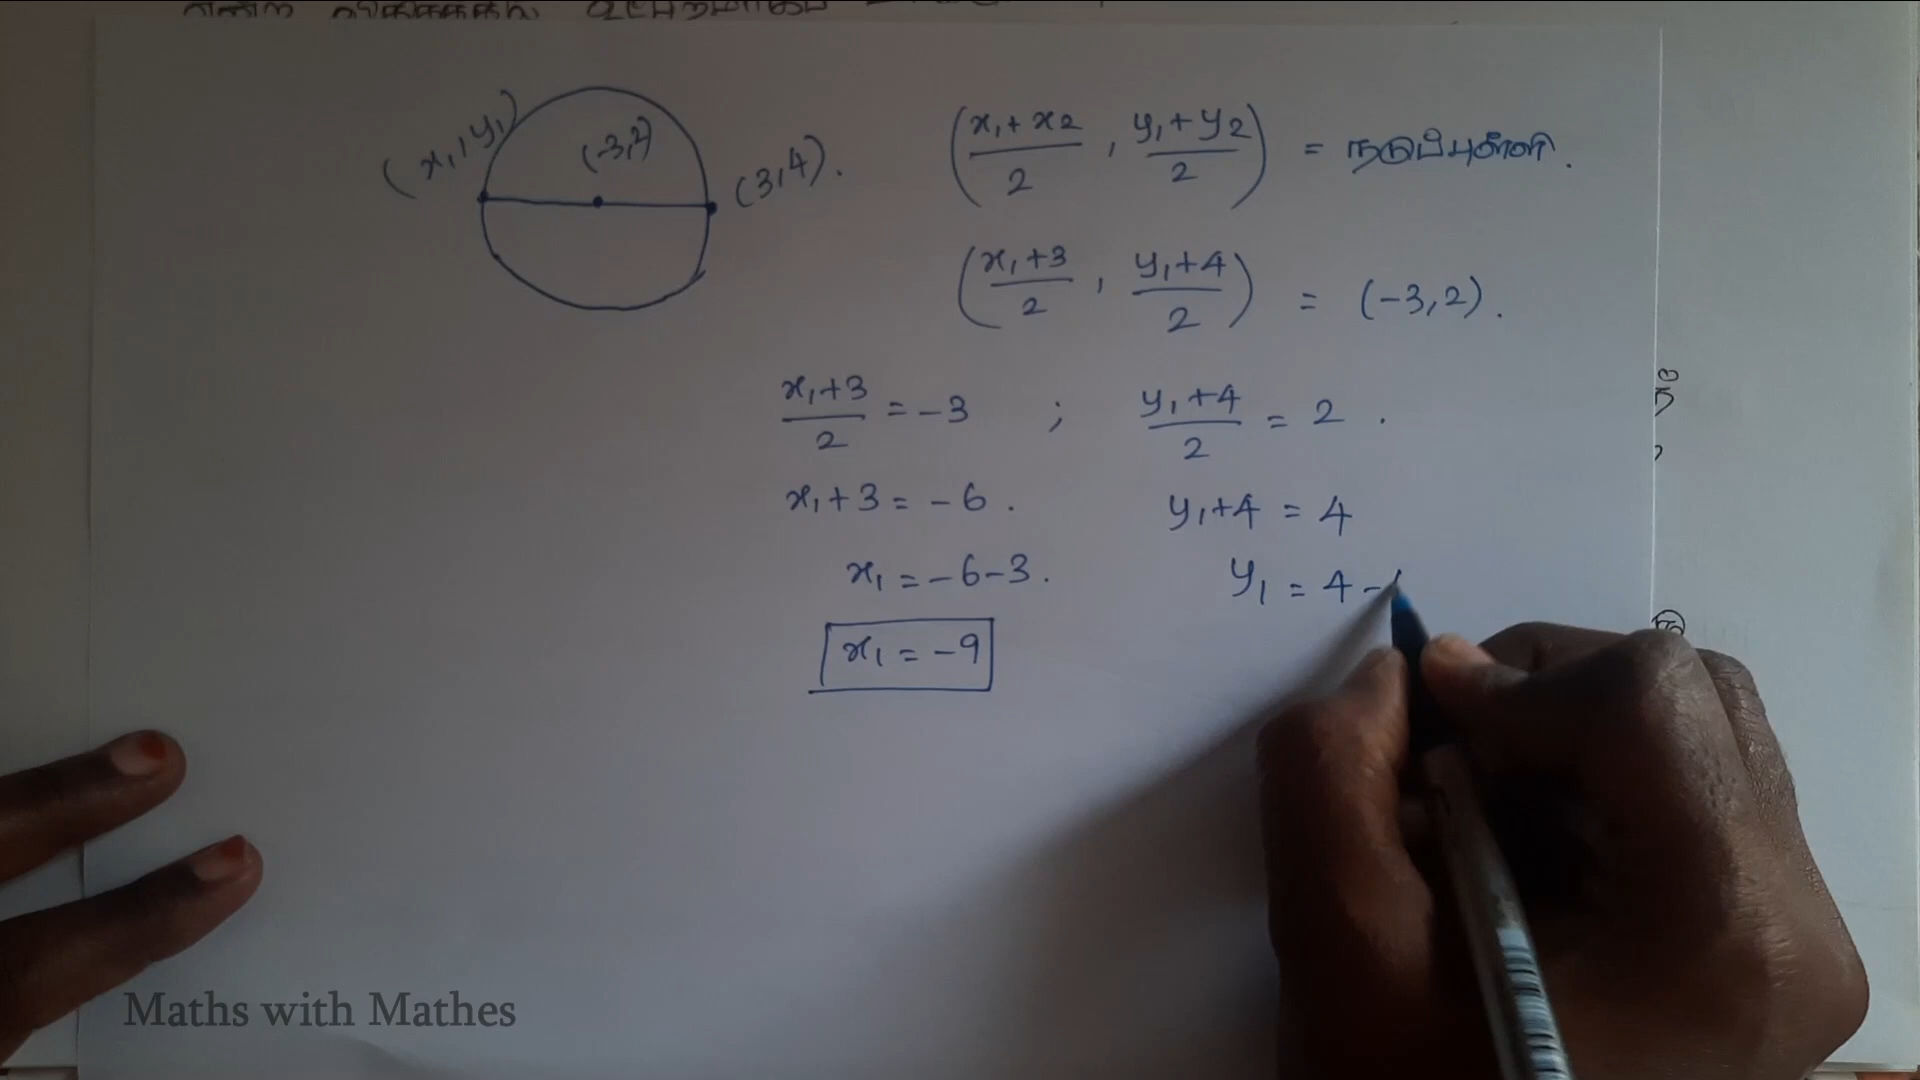 (x₁, y₁)
(-3,2)
(3,4).
(x₁ + x₂ / 2 , y₁ + y₂ / 2) = நடுப்புள்ளி.
(x₁ + 3 / 2 , y₁ + 4 / 2) = (-3, 2).
x₁ + 3 / 2 = -3 ; y₁ + 4 / 2 = 2 .
x₁ + 3 = -6 . y₁ + 4 = 4
x₁ = -6 - 3 . y₁ = 4 -
x₁ = -9
Maths with Mathes